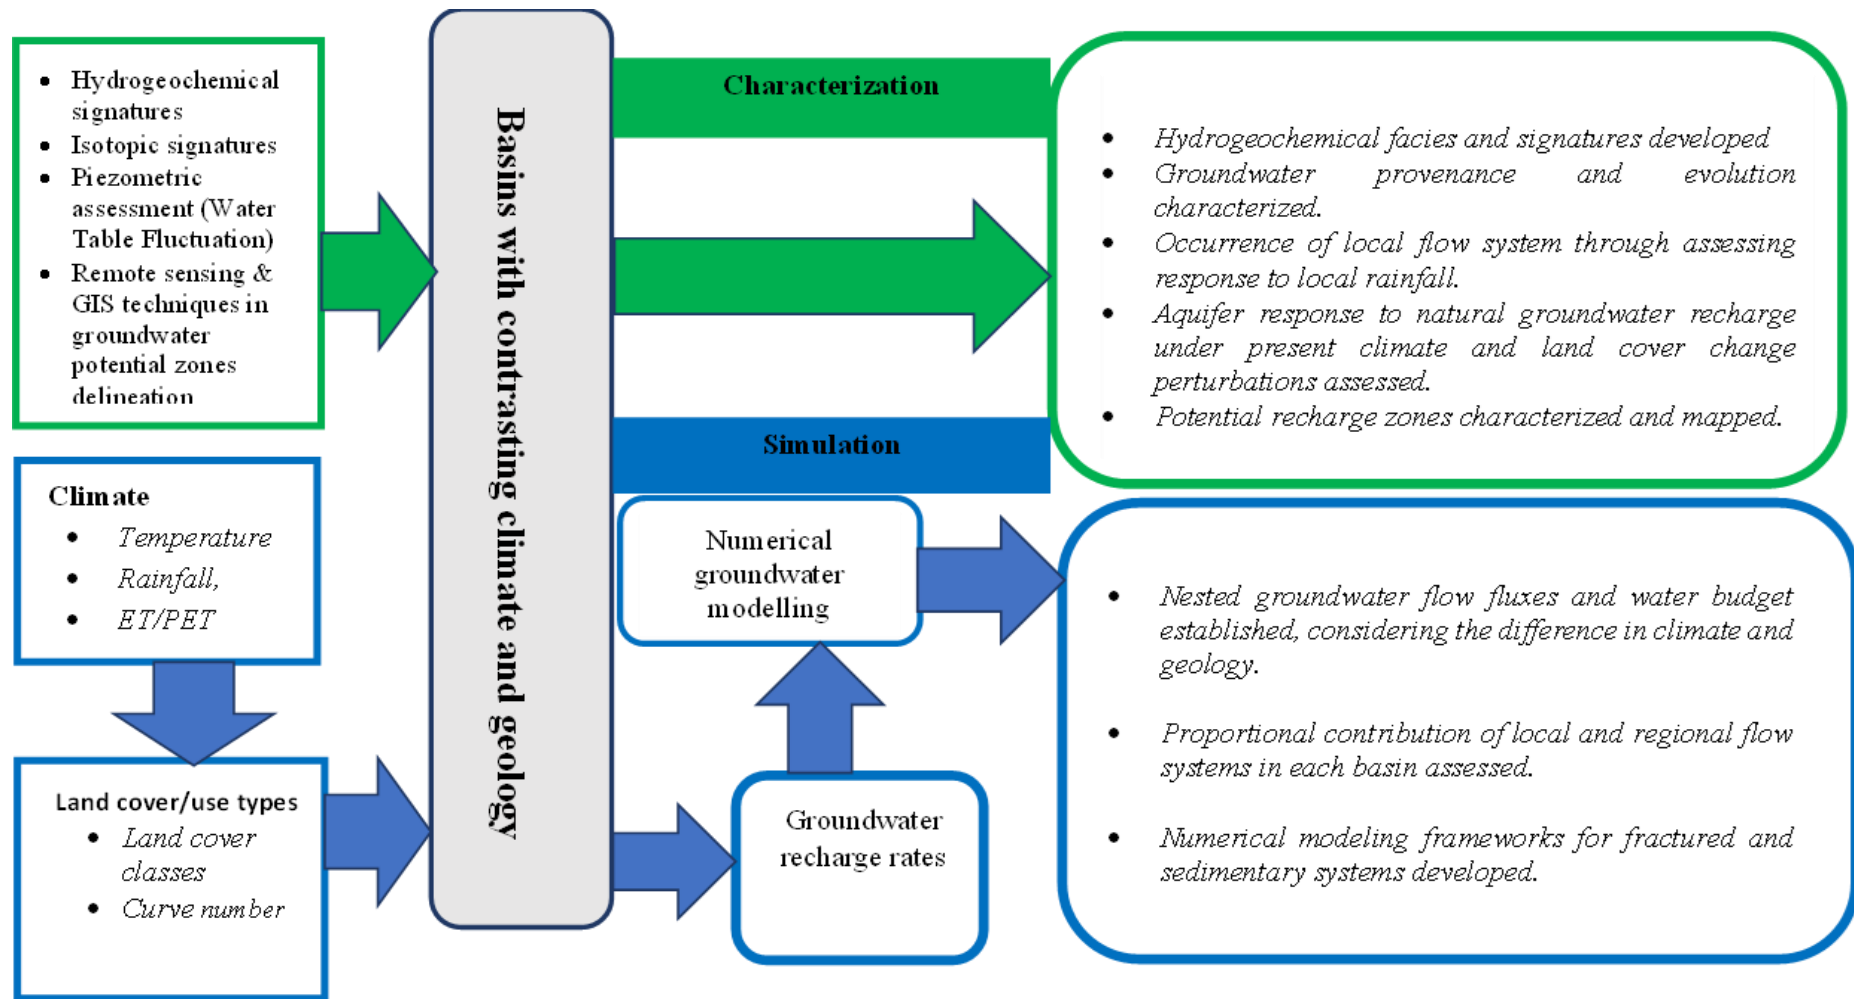 • Hydrogeochemical
signatures
• Isotopic signatures
• Piezometric
assessment (Water
Table Fluctuation)
• Remote sensing &
GIS techniques in
groundwater
potential zones
delineation
Climate
• Temperature
• Rainfall,
• ET/PET
Land cover/use types
• Land cover
classes
• Curve number
Basins with contrasting climate and geology
Characterization
• Hydrogeochemical facies and signatures developed
• Groundwater provenance and evolution
characterized.
• Occurrence of local flow system through assessing
response to local rainfall.
• Aquifer response to natural groundwater recharge
under present climate and land cover change
perturbations assessed.
• Potential recharge zones characterized and mapped.
Simulation
Numerical
groundwater
modelling
Groundwater
recharge rates
• Nested groundwater flow fluxes and water budget
established, considering the difference in climate and
geology.
• Proportional contribution of local and regional flow
systems in each basin assessed.
• Numerical modeling frameworks for fractured and
sedimentary systems developed.